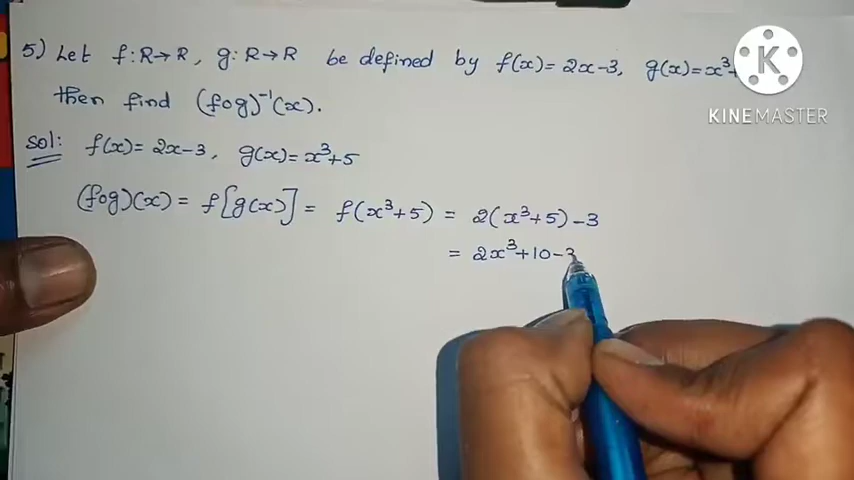 5) Let f:R→R, g:R→R be defined by f(x)=2x-3, g(x)=x³+
then find (fog)⁻¹(x).
Sol: f(x)=2x-3, g(x)=x³+5
(fog)(x) = f[g(x)] = f(x³+5) = 2(x³+5)-3
= 2x³+10-3
K
KINEMASTER